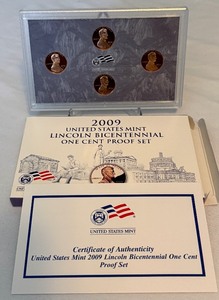 2009
UNITED STATES MINT
LINCOLN BICENTENNIAL
ONE CENT PROOF SET
UNITED STATES MINT
Certificate of Authenticity
United States Mint 2009 Lincoln Bicentennial One Cent
Proof Set